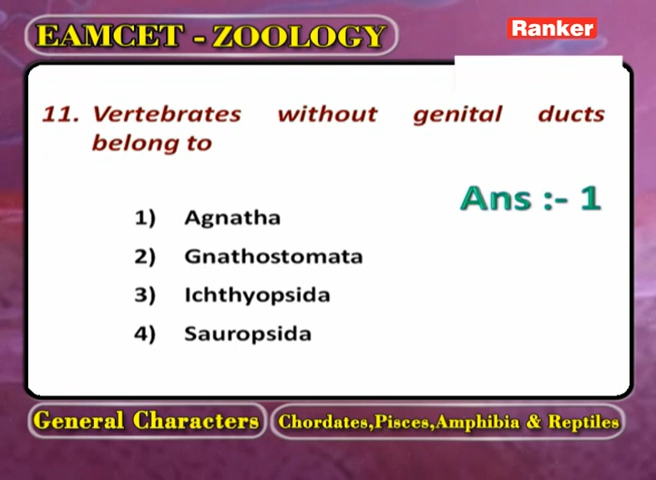 EAMCET - ZOOLOGY
Ranker
11. Vertebrates without genital ducts
belong to
Ans :- 1
1) Agnatha
2) Gnathostomata
3) Ichthyopsida
4) Sauropsida
General Characters
Chordates,Pisces,Amphibia & Reptiles